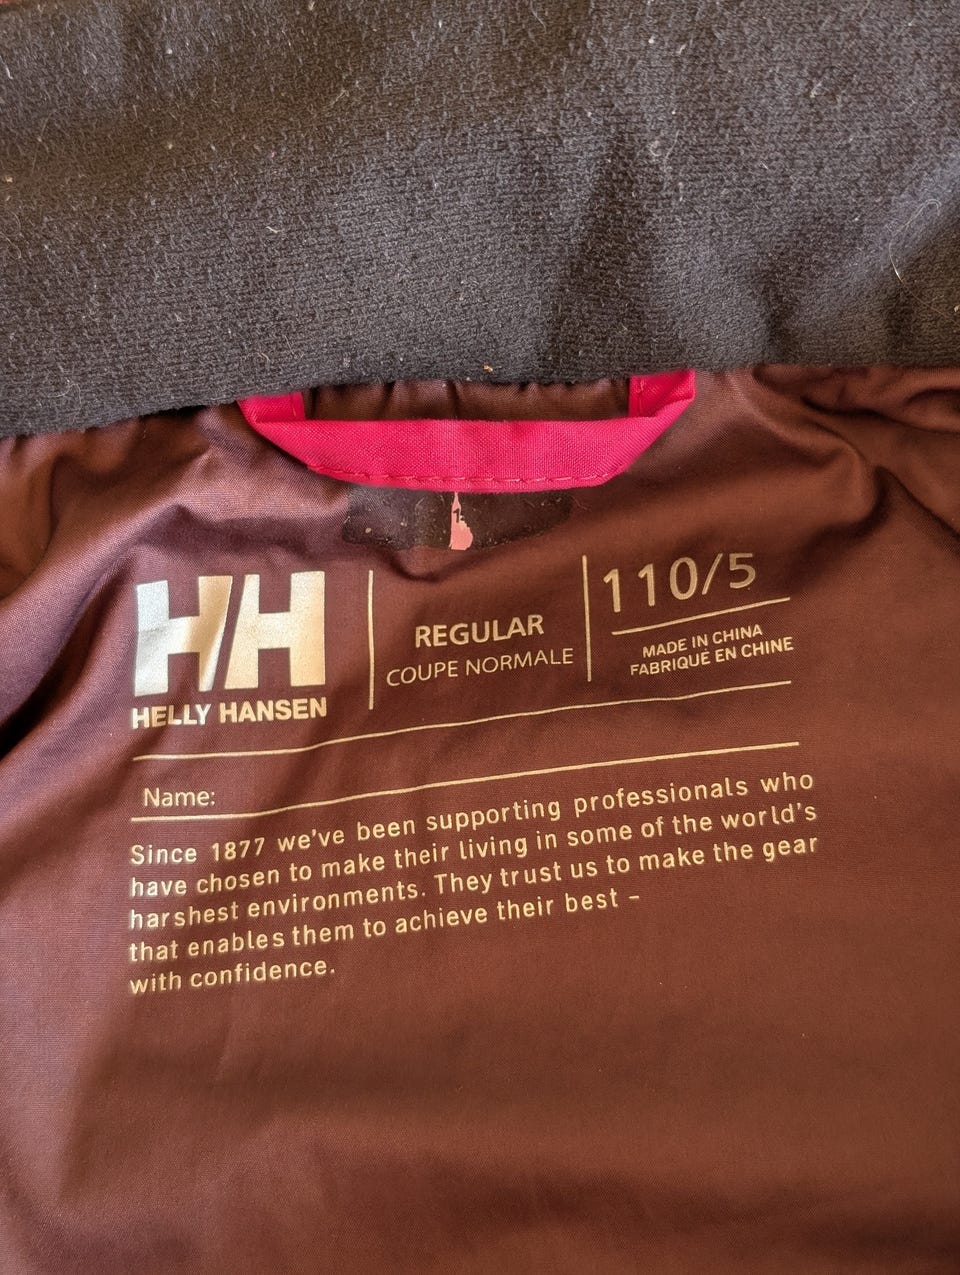 HH
HELLY HANSEN
REGULAR
COUPE NORMALE
110/5
MADE IN CHINA
FABRIQUÉ EN CHINE
Name:
Since 1877 we've been supporting professionals who
have chosen to make their living in some of the world's
harshest environments. They trust us to make the gear
that enables them to achieve their best -
with confidence.